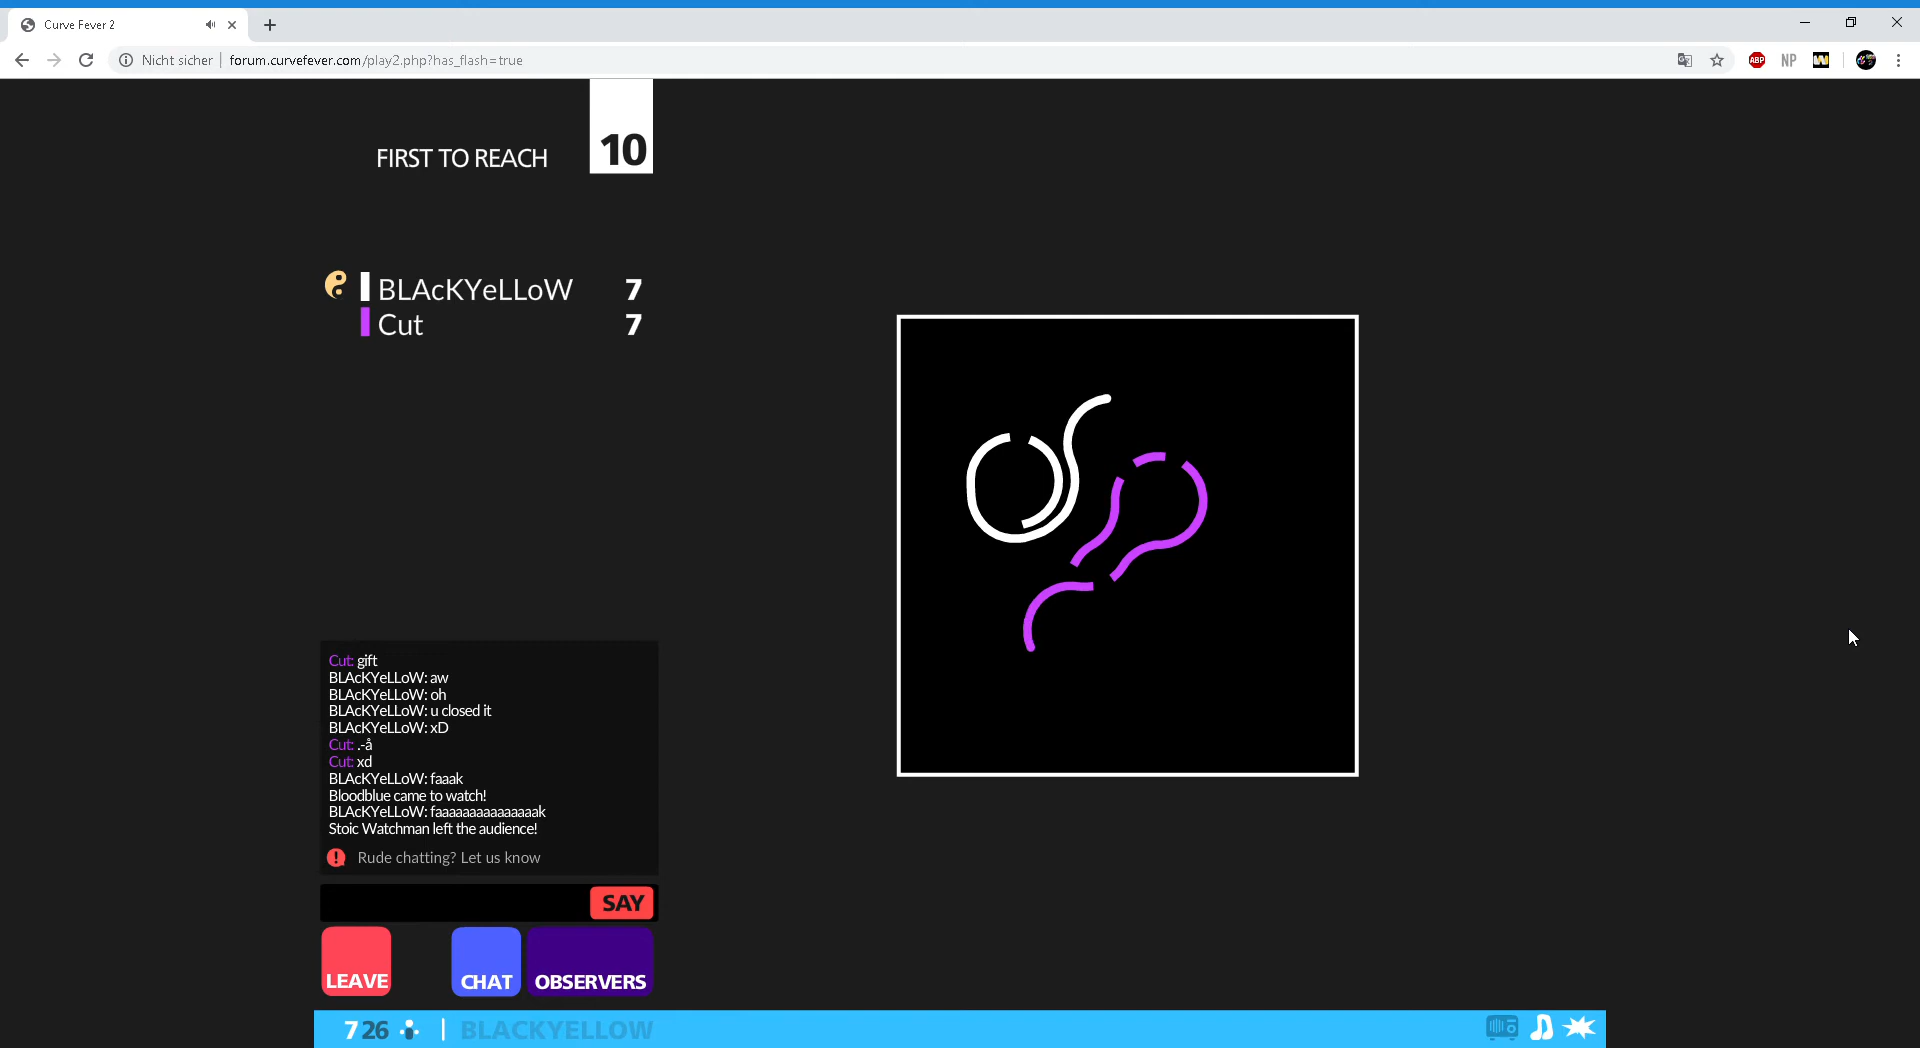 Curve Fever 2
Nicht sicher
forum.curvefever.com/play2.php?has_flash=true
ABP
NP
W
FIRST TO REACH
10
BLAcKYeLLoW 7
Cut 7
Cut: gift
BLAcKYeLLoW: aw
BLAcKYeLLoW: oh
BLAcKYeLLoW: u closed it
BLAcKYeLLoW: xD
Cut: .-å
Cut: xd
BLAcKYeLLoW: faaak
Bloodblue came to watch!
BLAcKYeLLoW: faaaaaaaaaaaaaaak
Stoic Watchman left the audience!
Rude chatting? Let us know
SAY
LEAVE
CHAT
OBSERVERS
726
BLACKYELLOW